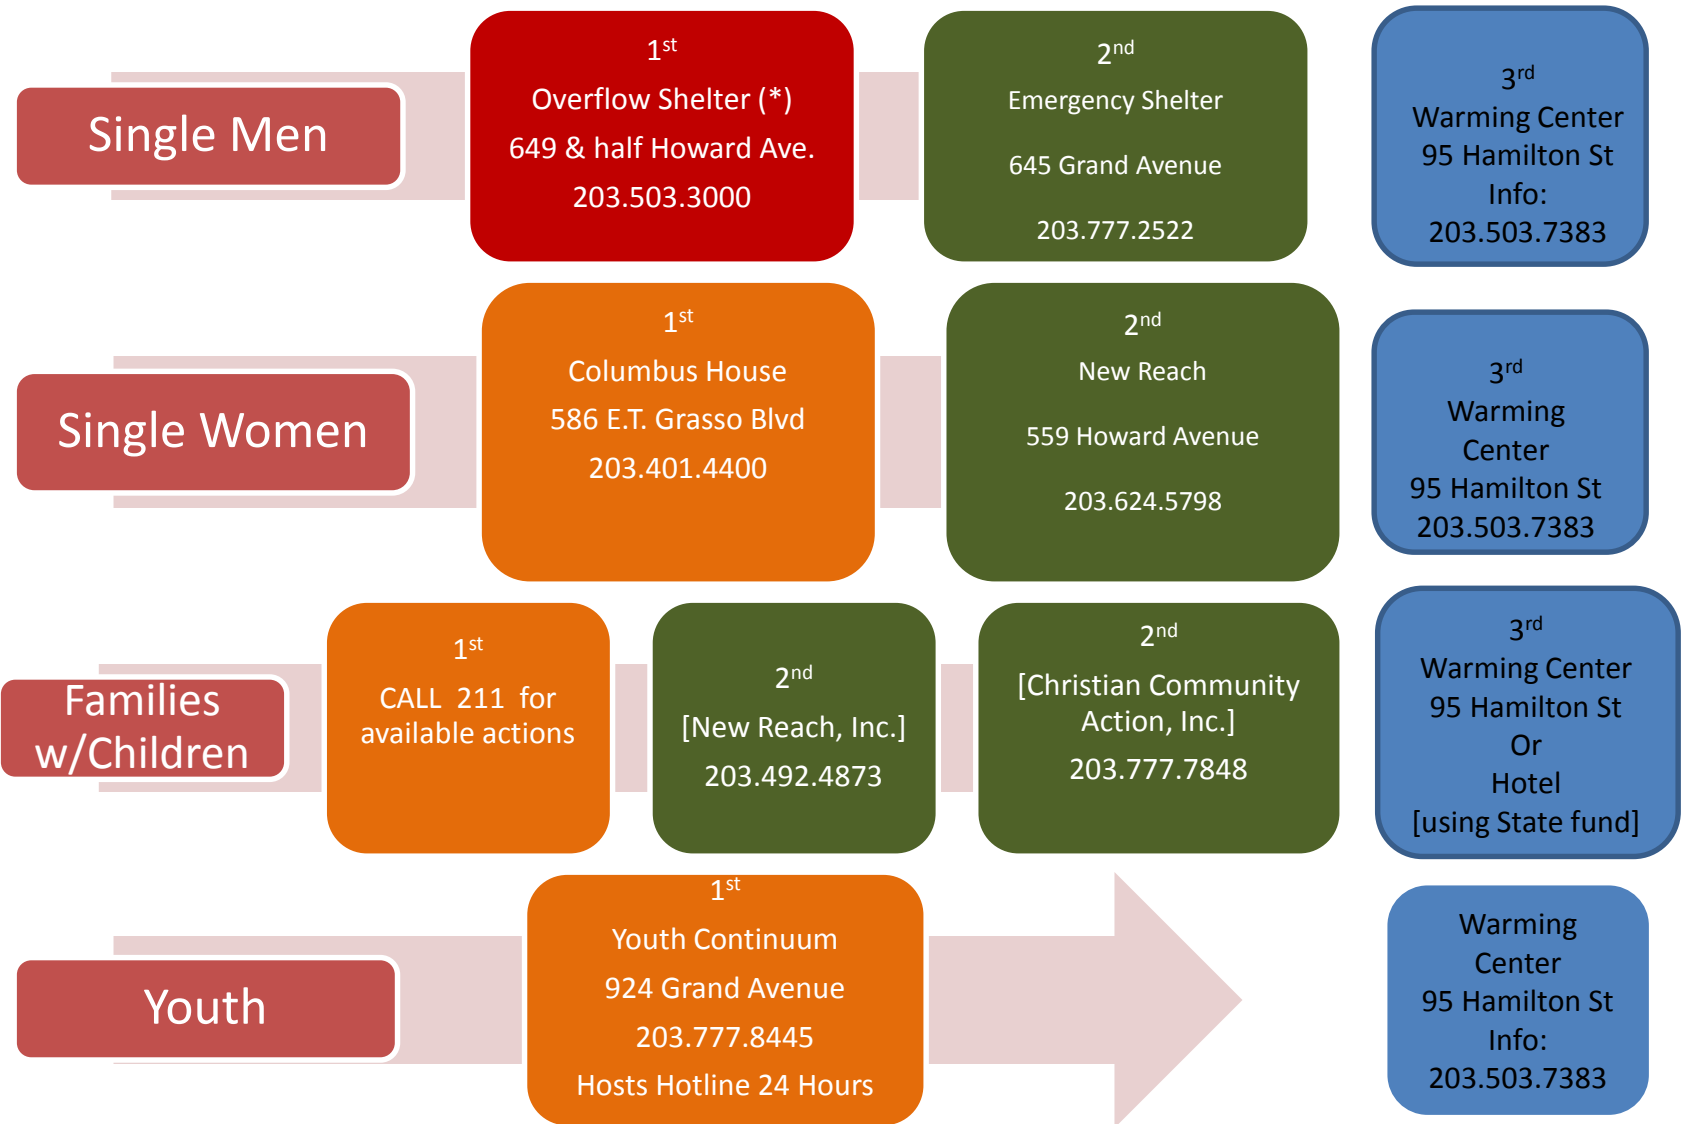 Single Men
1st
Overflow Shelter (*)
649 & half Howard Ave.
203.503.3000
2nd
Emergency Shelter
645 Grand Avenue
203.777.2522
3rd
Warming Center
95 Hamilton St
Info:
203.503.7383
Single Women
1st
Columbus House
586 E.T. Grasso Blvd
203.401.4400
2nd
New Reach
559 Howard Avenue
203.624.5798
3rd
Warming
Center
95 Hamilton St
203.503.7383
Families
w/Children
1st
CALL 211 for
available actions
2nd
[New Reach, Inc.]
203.492.4873
2nd
[Christian Community
Action, Inc.]
203.777.7848
3rd
Warming Center
95 Hamilton St
Or
Hotel
[using State fund]
Youth
1st
Youth Continuum
924 Grand Avenue
203.777.8445
Hosts Hotline 24 Hours
Warming
Center
95 Hamilton St
Info:
203.503.7383